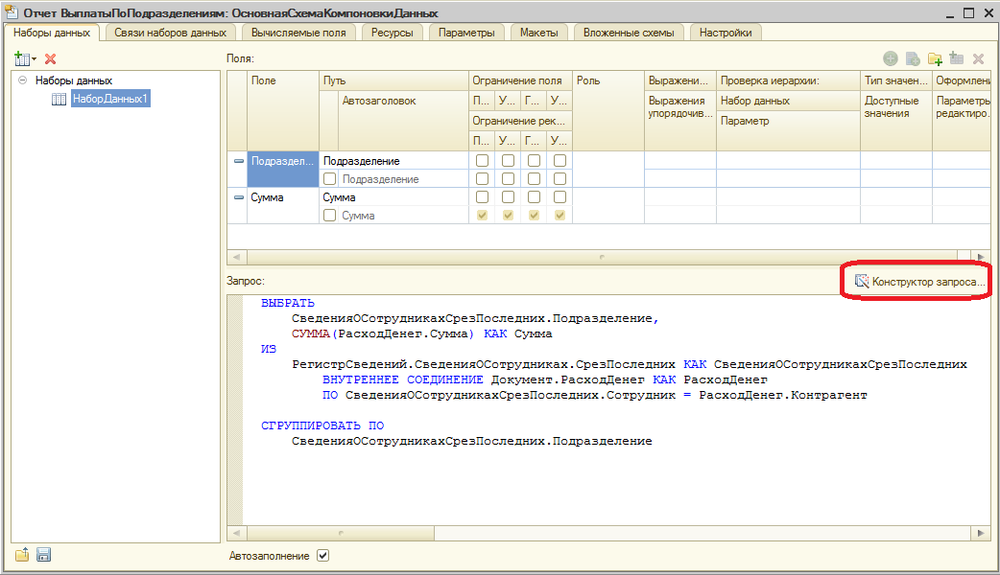 Отчет ВыплатыПоПодразделениям: ОсновнаяСхемаКомпоновкиДанных
Наборы данных Связи наборов данных Вычисляемые поля Ресурсы Параметры Макеты Вложенные схемы Настройки
Поля:
Наборы данных
НаборДанных1
Поле Путь Ограничение поля Роль Выражени... Проверка иерархии: Тип значен... Оформлени
Автозаголовок П... У... Г... У... Выражения упорядочив... Набор данных Доступные значения Параметры редактиро...
Ограничение рек... Параметр
П... У... Г... У...
Подраздел... Подразделение
Подразделение
Сумма Сумма
Сумма
Запрос:
Конструктор запроса...
ВЫБРАТЬ
СведенияОСотрудникахСрезПоследних.Подразделение,
СУММА(РасходДенег.Сумма) КАК Сумма
ИЗ
РегистрСведений.СведенияОСотрудниках.СрезПоследних КАК СведенияОСотрудникахСрезПоследних
ВНУТРЕННЕЕ СОЕДИНЕНИЕ Документ.РасходДенег КАК РасходДенег
ПО СведенияОСотрудникахСрезПоследних.Сотрудник = РасходДенег.Контрагент
СГРУППИРОВАТЬ ПО
СведенияОСотрудникахСрезПоследних.Подразделение
Автозаполнение